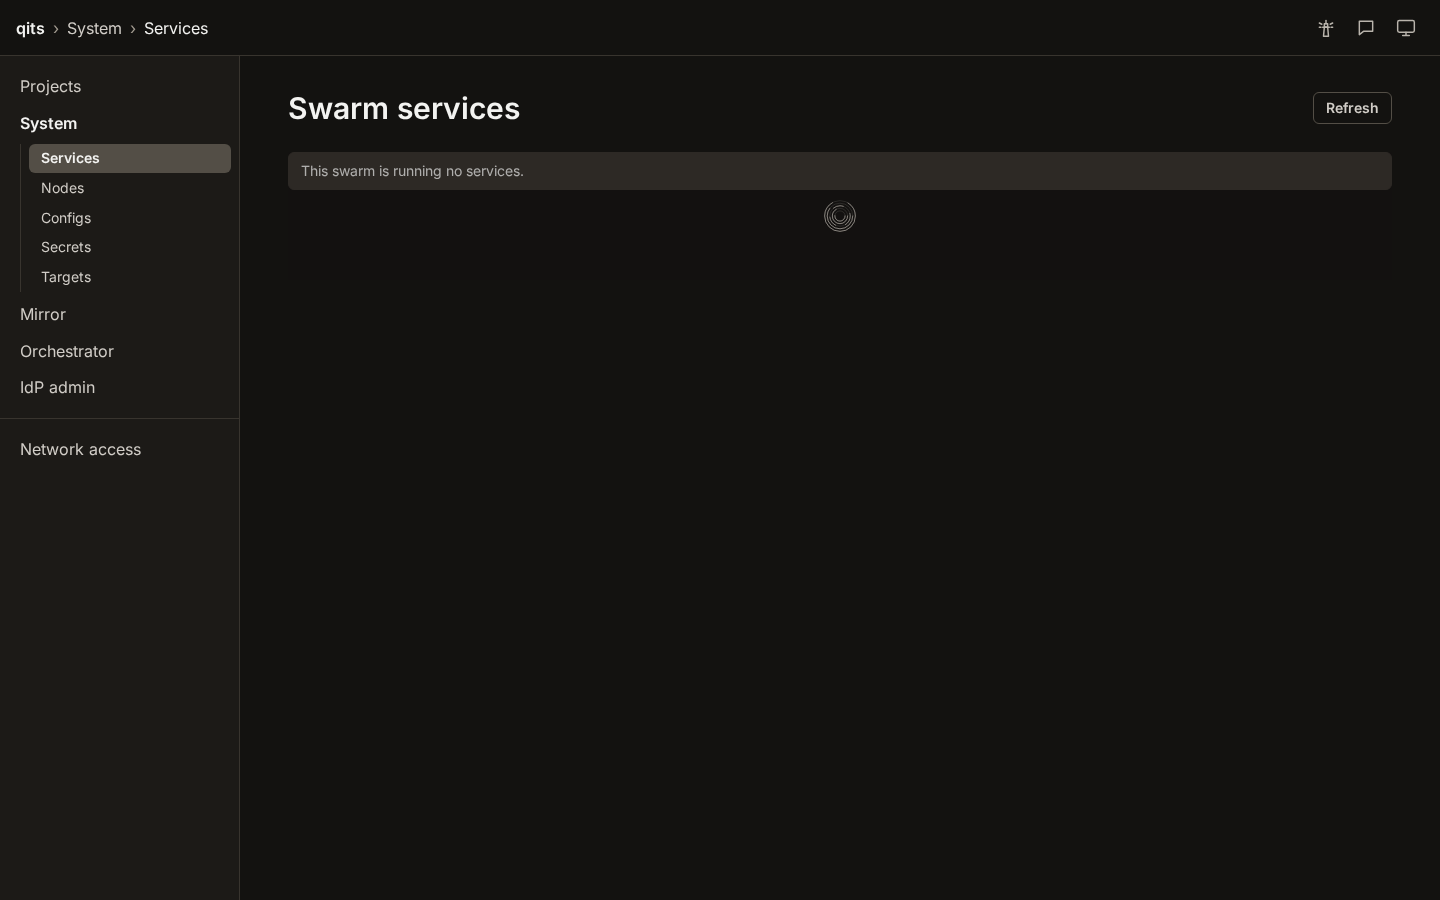 qits › System › Services
Projects
System
Services
Nodes
Configs
Secrets
Targets
Mirror
Orchestrator
IdP admin
Network access
Swarm services
Refresh
This swarm is running no services.